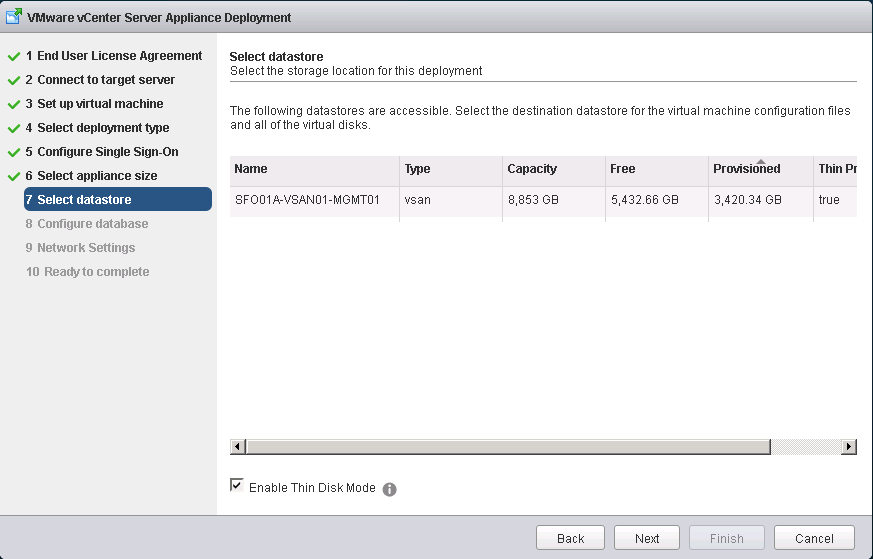 VMware vCenter Server Appliance Deployment
1 End User License Agreement
2 Connect to target server
3 Set up virtual machine
4 Select deployment type
5 Configure Single Sign-On
6 Select appliance size
7 Select datastore
8 Configure database
9 Network Settings
10 Ready to complete
Select datastore
Select the storage location for this deployment
The following datastores are accessible. Select the destination datastore for the virtual machine configuration files
and all of the virtual disks.
Name Type Capacity Free Provisioned Thin Pr
SFO01A-VSAN01-MGMT01 vsan 8,853 GB 5,432.66 GB 3,420.34 GB true
Enable Thin Disk Mode
Back Next Finish Cancel